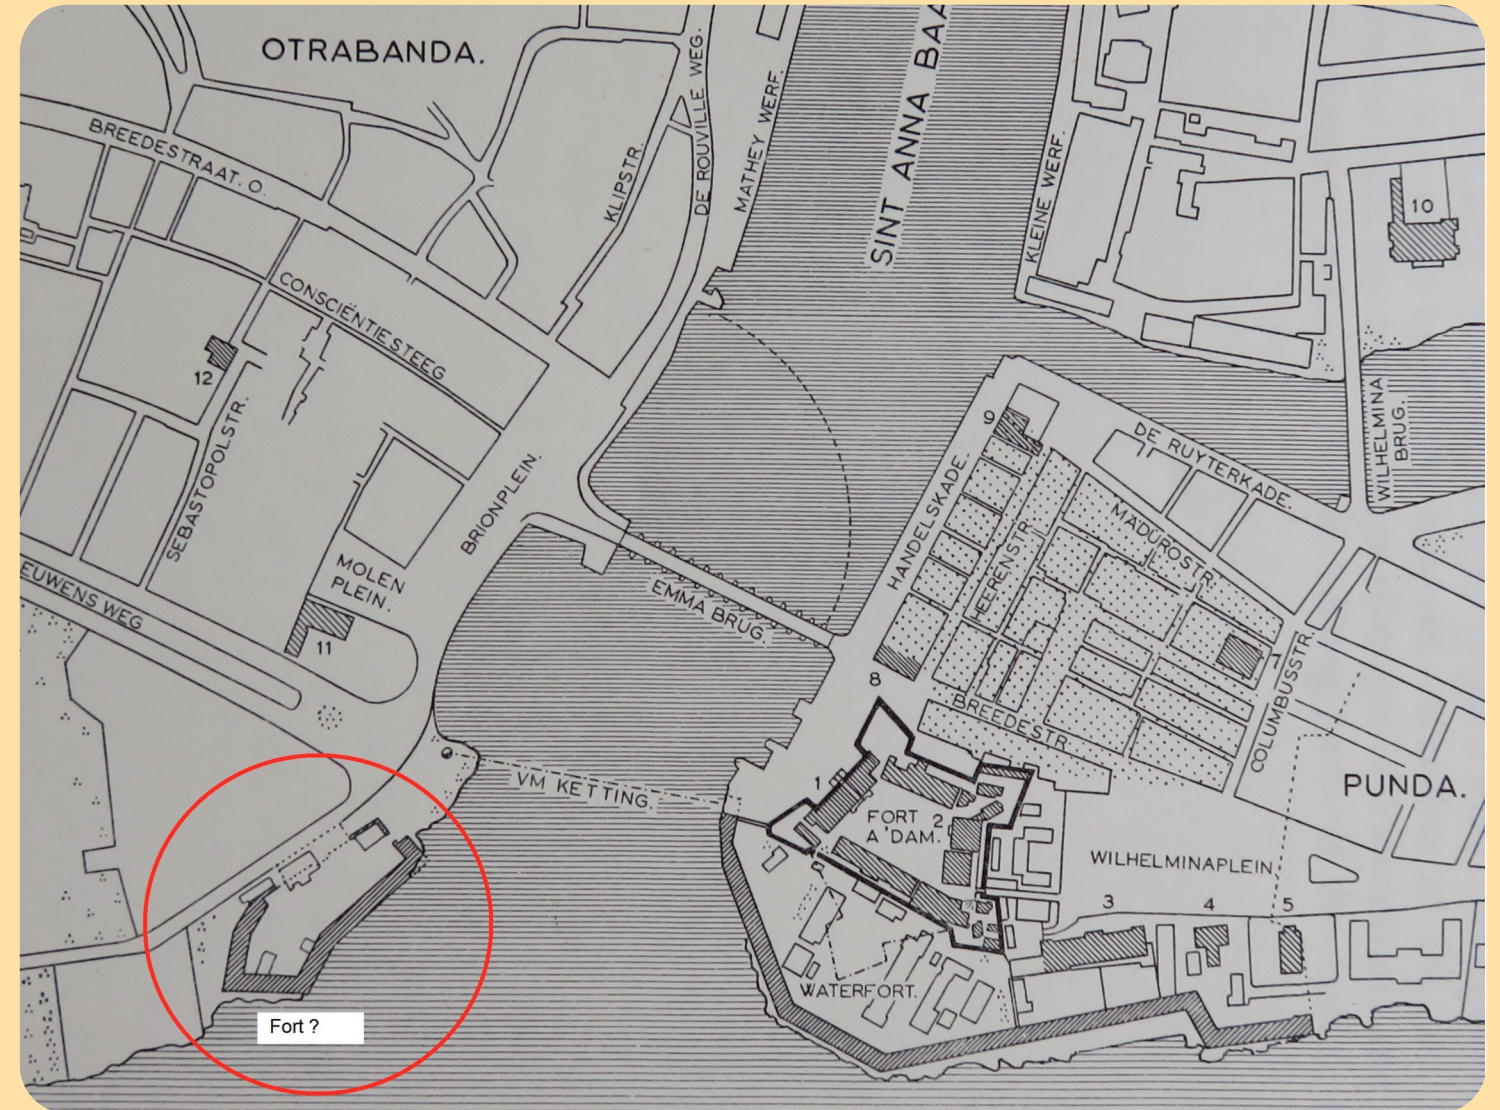 OTRABANDA.
BREEDESTRAAT. O.
CONSCIËNTIESTEEG
KLIPSTR.
DE ROUVILLE WEG.
MATHEY WERF.
SINT ANNA BAA
KLEINE WERF.
10
12
SEBASTOPOLSTR.
BRIONPLEIN.
MOLEN
PLEIN.
11
EUWENS WEG
EMMA BRUG
HANDELSKADE.
9
HEERENSTR.
DE RUYTERKADE.
MADUROSTR.
WILHELMINA
BRUG.
7
8
BREEDESTR
COLUMBUSSTR.
PUNDA.
VM KETTING.
1
FORT 2
A'DAM.
WILHELMINAPLEIN
3
4
5
WATERFORT.
Fort ?